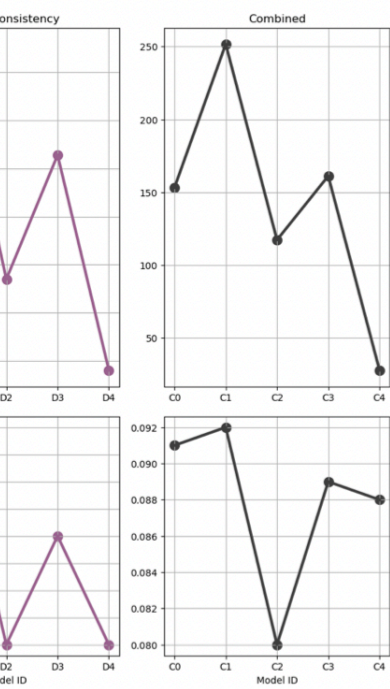 onsistency
Combined
250
200
150
100
50
D2 D3 D4
C0 C1 C2 C3 C4
0.092
0.090
0.088
0.086
0.084
0.082
0.080
D2 D3 D4
C0 C1 C2 C3 C4
del ID
Model ID